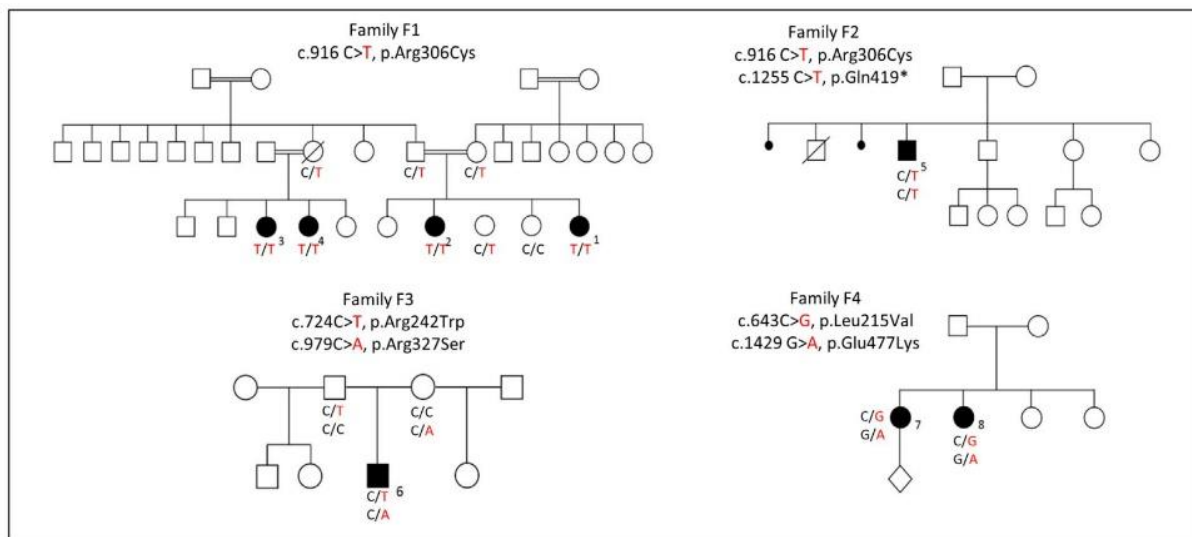 Family F1
c.916 C>T, p.Arg306Cys
C/T
C/T
C/T
T/T 3
T/T 4
T/T 2
C/T
C/C
T/T 1
Family F2
c.916 C>T, p.Arg306Cys
c.1255 C>T, p.Gln419*
C/T 5
C/T
Family F3
c.724C>T, p.Arg242Trp
c.979C>A, p.Arg327Ser
C/T
C/C
C/C
C/A
C/T 6
C/A
Family F4
c.643C>G, p.Leu215Val
c.1429 G>A, p.Glu477Lys
C/G 7
G/A
8
C/G
G/A